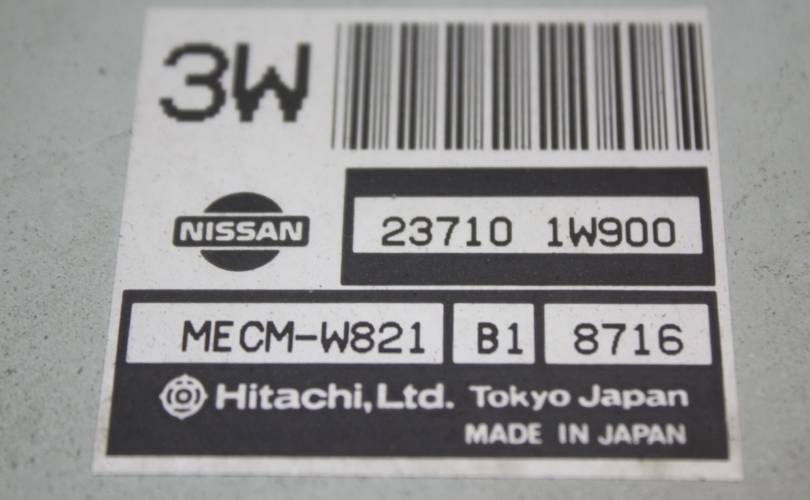 3W
NISSAN
23710 1W900
MECM-W821 B1 8716
Hitachi, Ltd. Tokyo Japan
MADE IN JAPAN